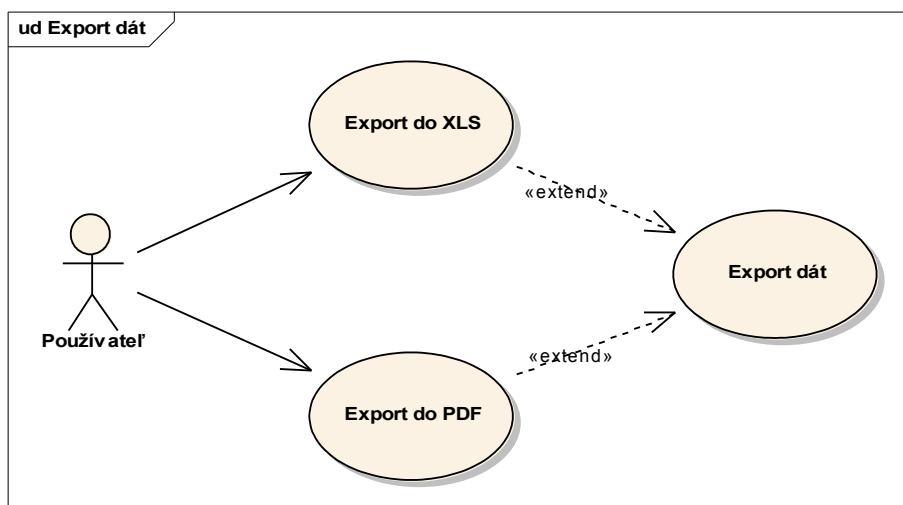 ud Export dát
Export do XLS
«extend»
Export dát
Používateľ
«extend»
Export do PDF